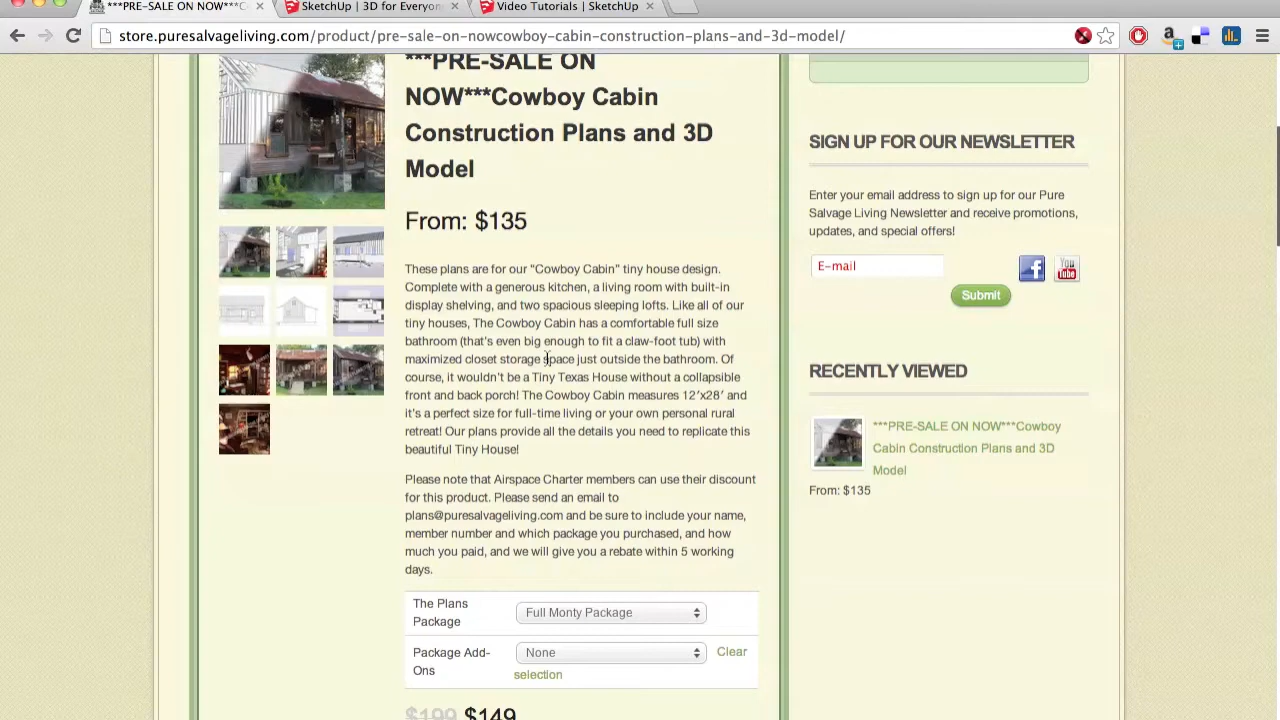 ***PRE-SALE ON NOW***C
SketchUp | 3D for Everyon
Video Tutorials | SketchUp
store.puresalvageliving.com/product/pre-sale-on-nowcowboy-cabin-construction-plans-and-3d-model/
***PRE-SALE ON
NOW***Cowboy Cabin
Construction Plans and 3D
Model
From: $135
These plans are for our "Cowboy Cabin" tiny house design.
Complete with a generous kitchen, a living room with built-in
display shelving, and two spacious sleeping lofts. Like all of our
tiny houses, The Cowboy Cabin has a comfortable full size
bathroom (that's even big enough to fit a claw-foot tub) with
maximized closet storage space just outside the bathroom. Of
course, it wouldn't be a Tiny Texas House without a collapsible
front and back porch! The Cowboy Cabin measures 12'x28' and
it's a perfect size for full-time living or your own personal rural
retreat! Our plans provide all the details you need to replicate this
beautiful Tiny House!
Please note that Airspace Charter members can use their discount
for this product. Please send an email to
plans@puresalvageliving.com and be sure to include your name,
member number and which package you purchased, and how
much you paid, and we will give you a rebate within 5 working
days.
The Plans
Package
Full Monty Package
Package Add-
Ons
None
Clear
selection
$199 $149
SIGN UP FOR OUR NEWSLETTER
Enter your email address to sign up for our Pure
Salvage Living Newsletter and receive promotions,
updates, and special offers!
E-mail
You
Tube
Submit
RECENTLY VIEWED
***PRE-SALE ON NOW***Cowboy
Cabin Construction Plans and 3D
Model
From: $135